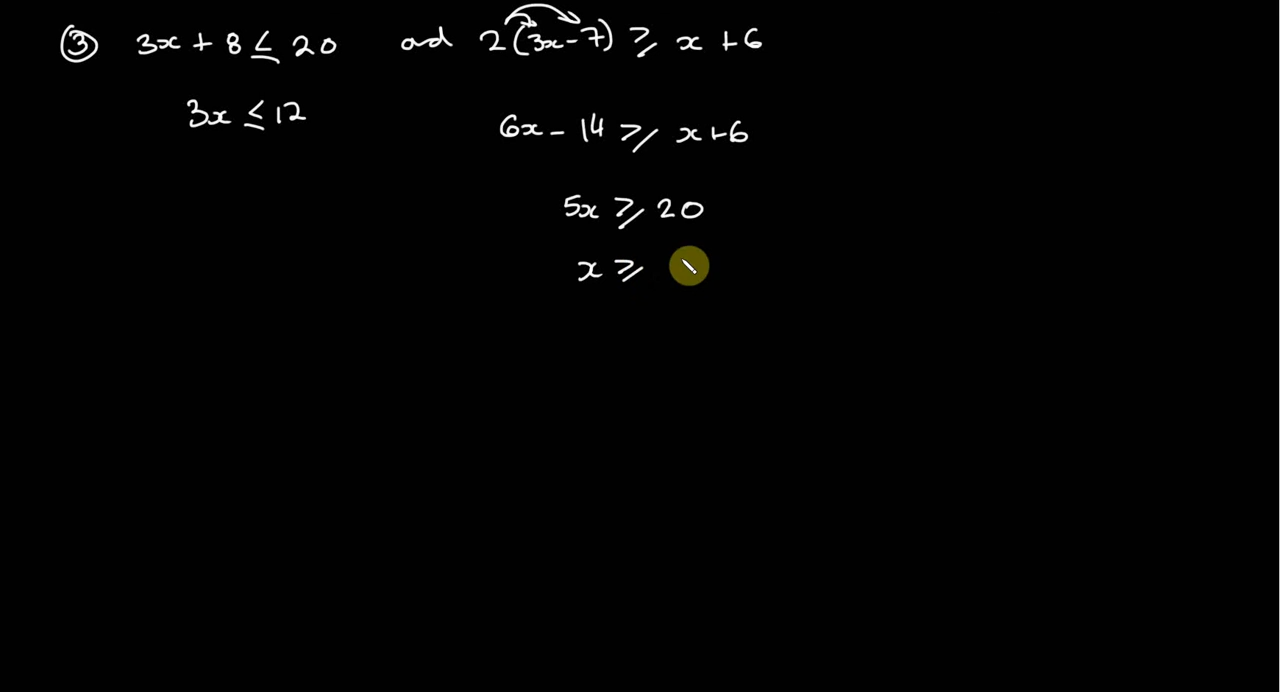 ③ 3x + 8 ≤ 20 and 2(3x - 7) ≥ x + 6
3x ≤ 12
6x - 14 ≥ x + 6
5x ≥ 20
x ≥